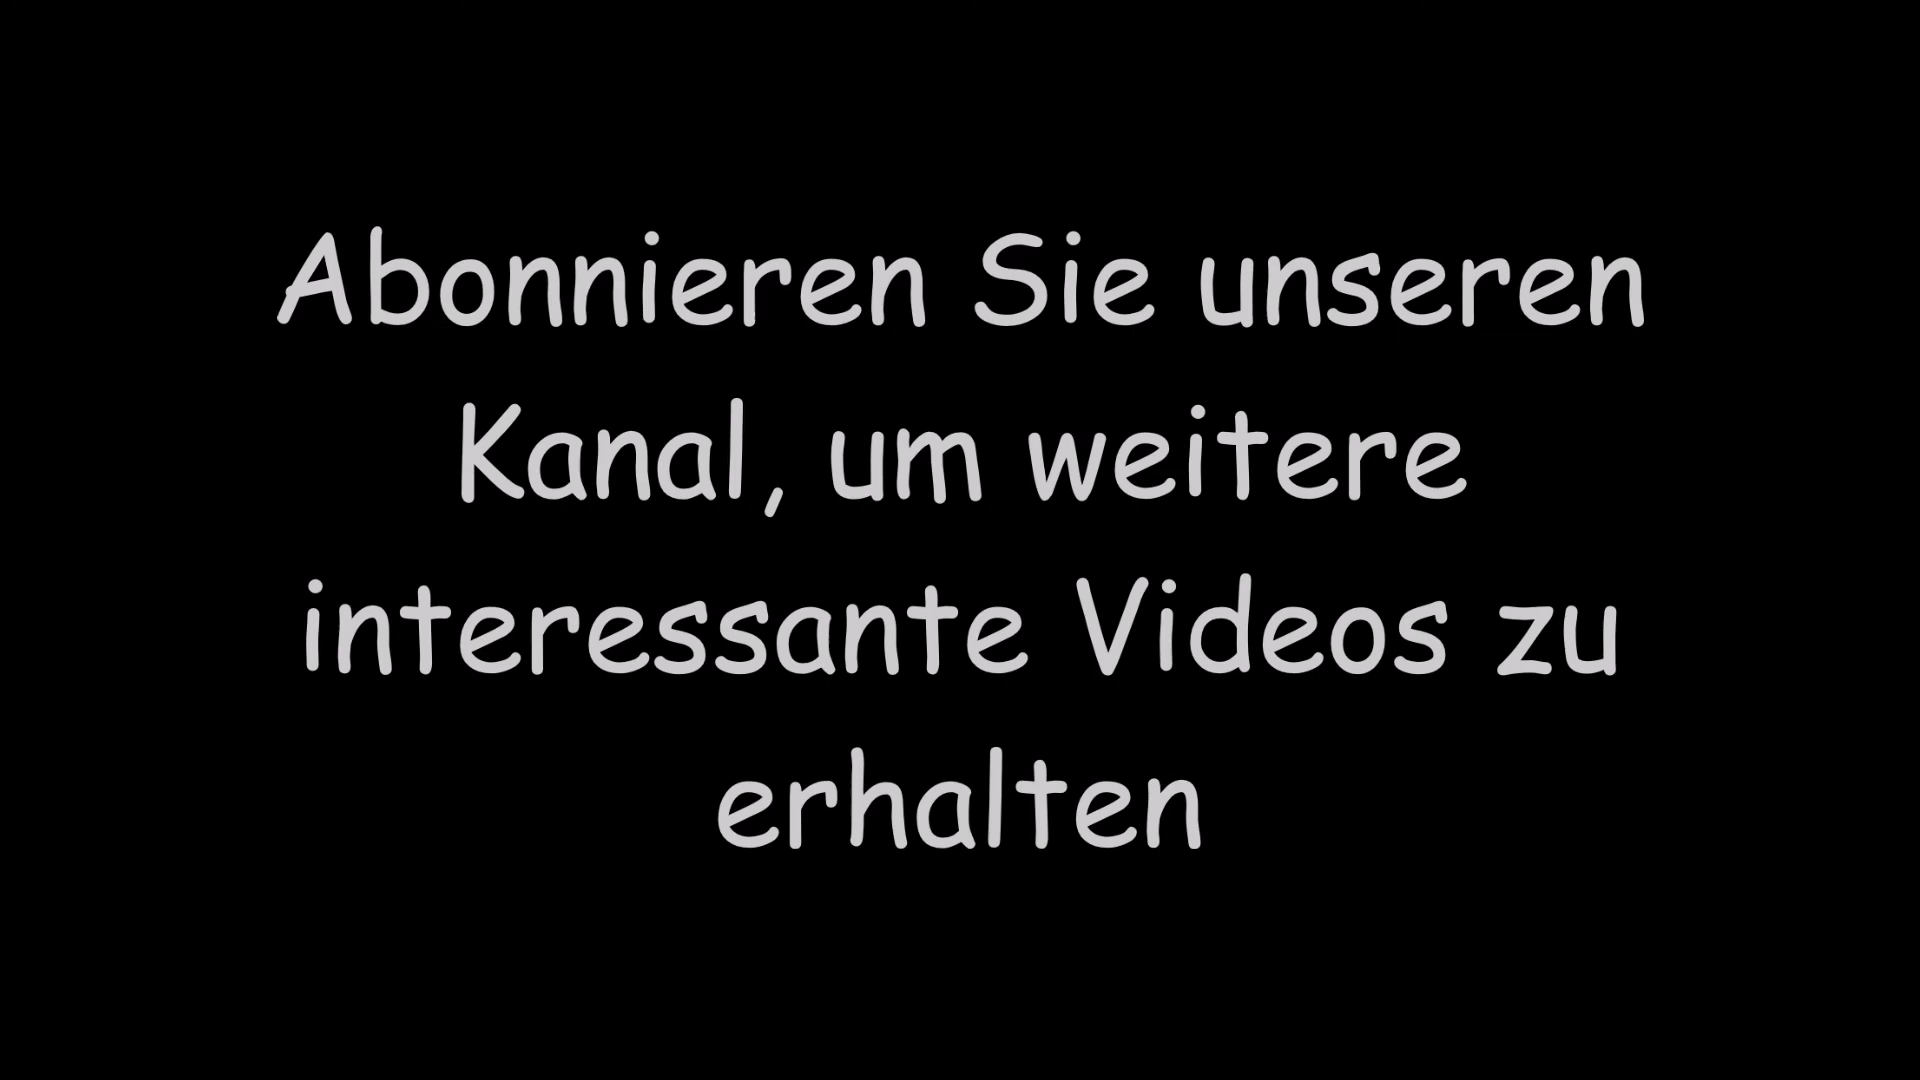 Abonnieren Sie unseren
Kanal, um weitere
interessante Videos zu
erhalten